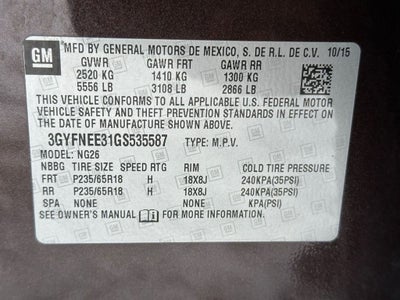 GM
MFD BY GENERAL MOTORS DE MEXICO, S. DE R.L. DE C.V. 10/15
GVWR GAWR FRT GAWR RR
2520 KG 1410 KG 1300 KG
5556 LB 3108 LB 2866 LB
THIS VEHICLE CONFORMS TO ALL APPLICABLE U.S. FEDERAL MOTOR
VEHICLE SAFETY AND THEFT PREVENTION STANDARDS IN EFFECT ON THE
DATE OF MANUFACTURE SHOWN ABOVE.
3GYFNEE31GS535587 TYPE: M.P.V.
MODEL: NG26
NBBG TIRE SIZE SPEED RTG RIM COLD TIRE PRESSURE
FRT P235/65R18 H 18X8J 240KPA(35PSI)
RR P235/65R18 H 18X8J 240KPA(35PSI)
SPA NONE KPA(PSI)
SEE OWNER'S MANUAL FOR MORE INFORMATION.